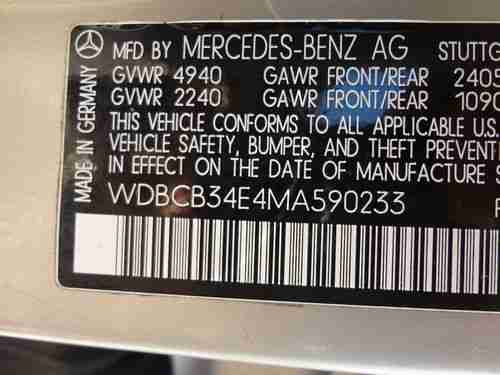 MFD BY MERCEDES-BENZ AG STUTTG
GVWR 4940 GAWR FRONT/REAR 2405
GVWR 2240 GAWR FRONT/REAR 1090
THIS VEHICLE CONFORMS TO ALL APPLICABLE U.S.
VEHICLE SAFETY, BUMPER, AND THEFT PREVENT
IN EFFECT ON THE DATE OF MANUFACTURE S
WDBCB34E4MA590233
MADE IN GERMANY